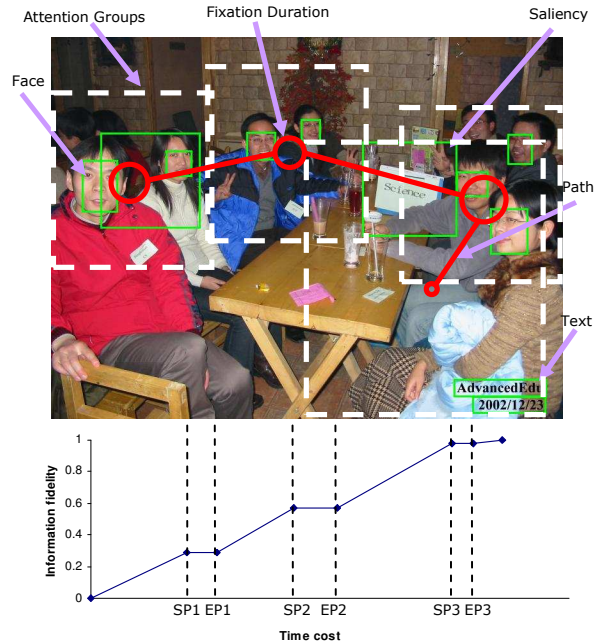 Attention Groups
Fixation Duration
Saliency
Face
Science
Path
Text
AdvancedEdu
2002/12/23
1
0.8
0.6
0.4
0.2
0
Information fidelity
SP1 EP1 SP2 EP2 SP3 EP3
Time cost